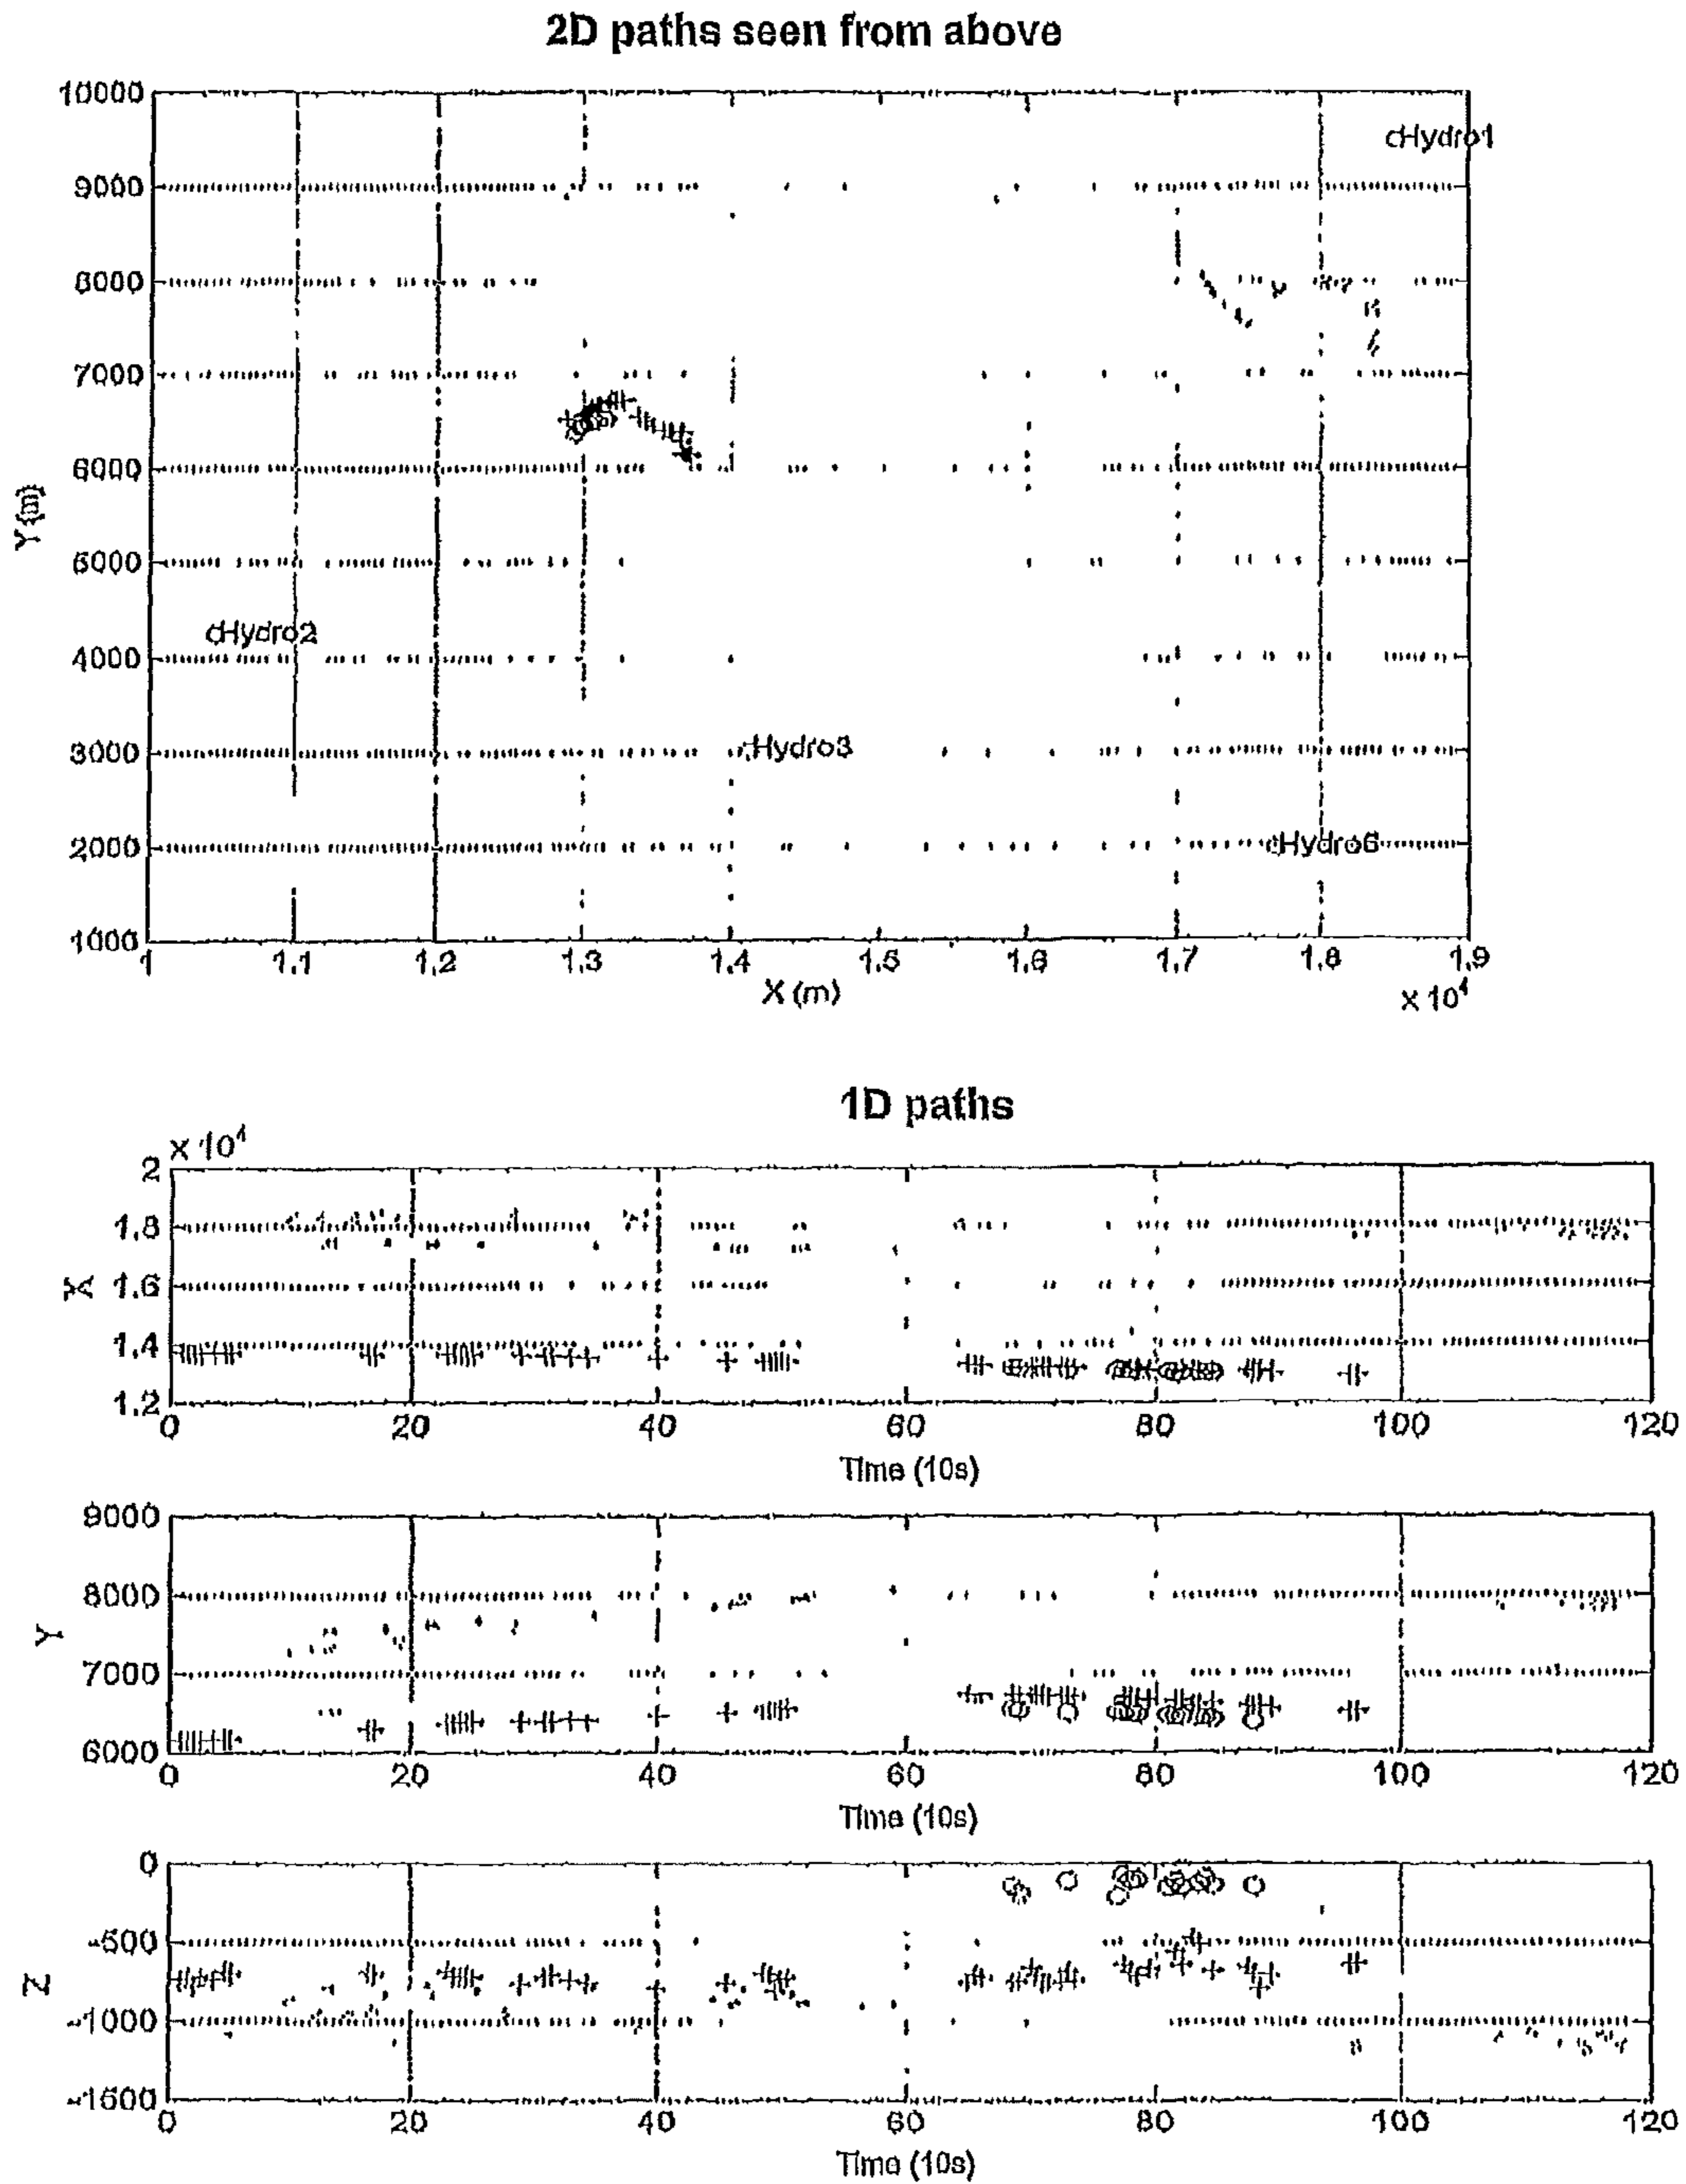 2D paths seen from above
10000
9000
8000
7000
6000
5000
4000
3000
2000
1000
Y (m)
Hydro1
Hydro2
Hydro3
Hydro6
1 1.1 1.2 1.3 1.4 1.5 1.6 1.7 1.8 1.9
X (m)
x 10⁴
1D paths
x 10⁴
2
1.8
1.6
1.4
1.2
X
0 20 40 60 80 100 120
Time (10s)
9000
8000
7000
6000
Y
0 20 40 60 80 100 120
Time (10s)
0
-500
-1000
-1500
Z
0 20 40 60 80 100 120
Time (10s)